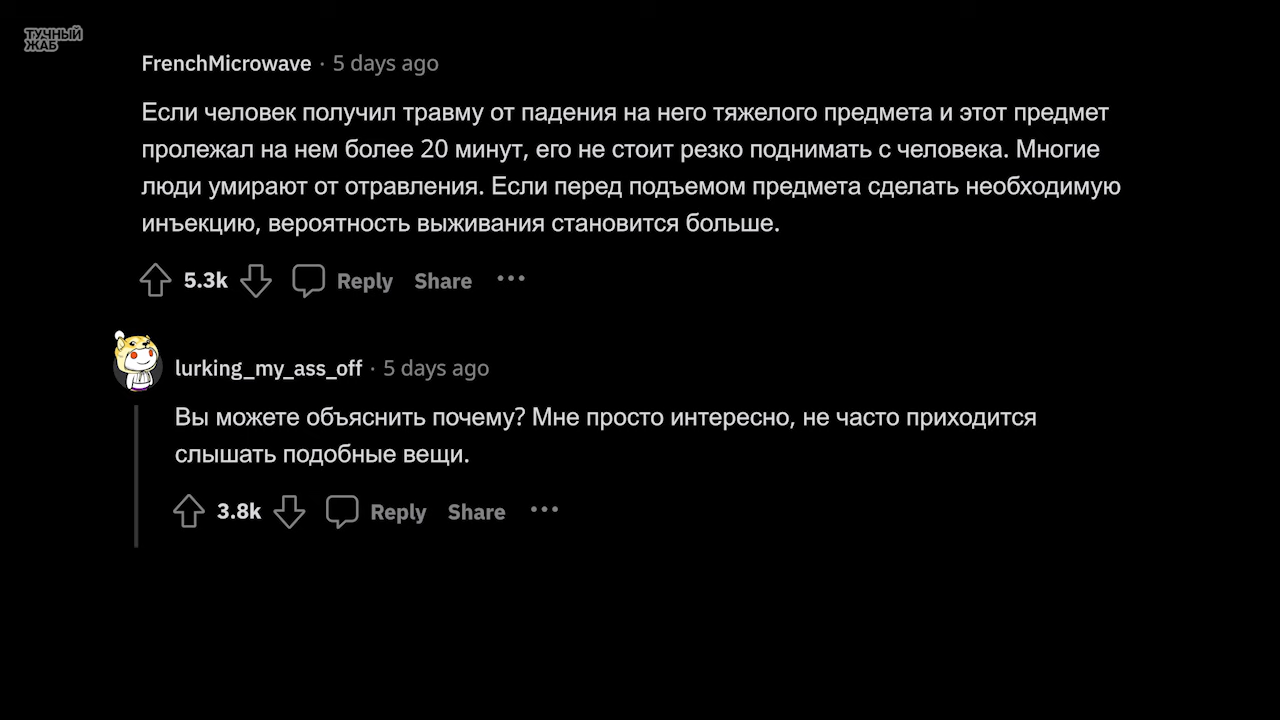 ТУЧНЫЙ
ЖАБ
FrenchMicrowave · 5 days ago
Если человек получил травму от падения на него тяжелого предмета и этот предмет
пролежал на нем более 20 минут, его не стоит резко поднимать с человека. Многие
люди умирают от отравления. Если перед подъемом предмета сделать необходимую
инъекцию, вероятность выживания становится больше.
5.3k Reply Share ···
lurking_my_ass_off · 5 days ago
Вы можете объяснить почему? Мне просто интересно, не часто приходится
слышать подобные вещи.
3.8k Reply Share ···